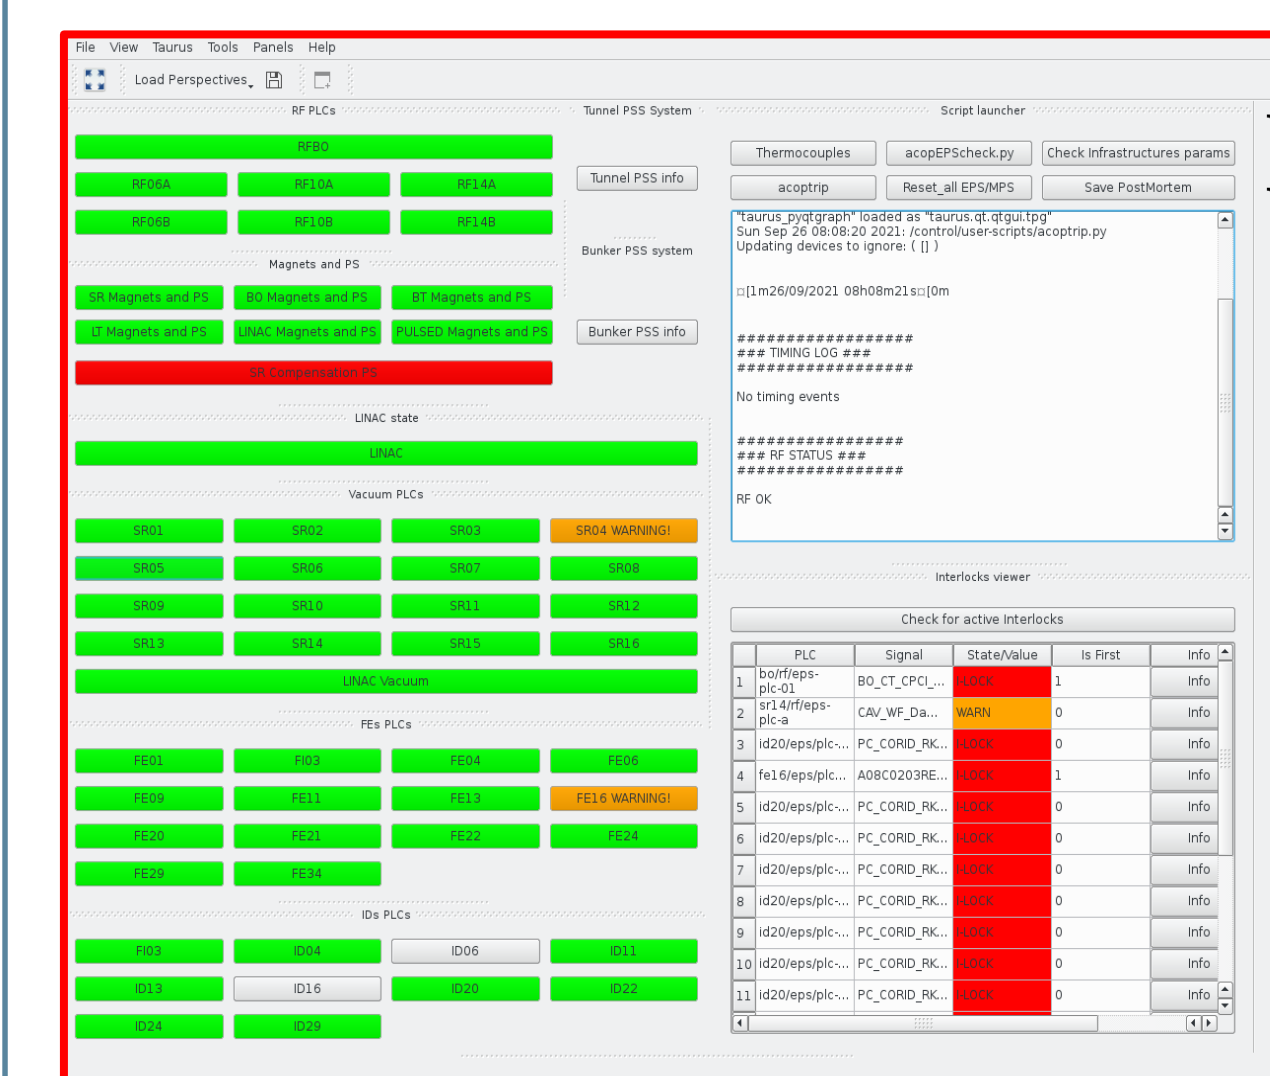 File View Taurus Tools Panels Help
Load Perspectives
RF PLCs
RFBO
RF06A RF10A RF14A
RF06B RF10B RF14B
Magnets and PS
SR Magnets and PS BO Magnets and PS BT Magnets and PS
LT Magnets and PS LINAC Magnets and PS PULSED Magnets and PS
SR Compensation PS
Tunnel PSS System
Tunnel PSS info
Bunker PSS system
Bunker PSS info
LINAC state
LINAC
Vacuum PLCs
SR01 SR02 SR03 SR04 WARNING!
SR05 SR06 SR07 SR08
SR09 SR10 SR11 SR12
SR13 SR14 SR15 SR16
LINAC Vacuum
FEs PLCs
FE01 FI03 FE04 FE06
FE09 FE11 FE13 FE16 WARNING!
FE20 FE21 FE22 FE24
FE29 FE34
IDs PLCs
FI03 ID04 ID06 ID11
ID13 ID16 ID20 ID22
ID24 ID29
Script launcher
Thermocouples acopEPScheck.py Check Infrastructures params
acoptrip Reset_all EPS/MPS Save PostMortem
"taurus_pyqtgraph" loaded as "taurus.qt.qtgui.tpg"
Sun Sep 26 08:08:20 2021: /control/user-scripts/acoptrip.py
Updating devices to ignore: ( [] )
¤[1m26/09/2021 08h08m21s¤[0m
##################
### TIMING LOG ###
##################
No timing events
#################
### RF STATUS ###
#################
RF OK
Interlocks viewer
Check for active Interlocks
PLC Signal State/Value Is First Info
1 bo/rf/eps-plc-01 BO_CT_CPCI_... I-LOCK 1 Info
2 sr14/rf/eps-plc-a CAV_WF_Da... WARN 0 Info
3 id20/eps/plc-... PC_CORID_RK... I-LOCK 0 Info
4 fe16/eps/plc... A08C0203RE... I-LOCK 1 Info
5 id20/eps/plc-... PC_CORID_RK... I-LOCK 0 Info
6 id20/eps/plc-... PC_CORID_RK... I-LOCK 0 Info
7 id20/eps/plc-... PC_CORID_RK... I-LOCK 0 Info
8 id20/eps/plc-... PC_CORID_RK... I-LOCK 0 Info
9 id20/eps/plc-... PC_CORID_RK... I-LOCK 0 Info
10 id20/eps/plc-... PC_CORID_RK... I-LOCK 0 Info
11 id20/eps/plc-... PC_CORID_RK... I-LOCK 0 Info